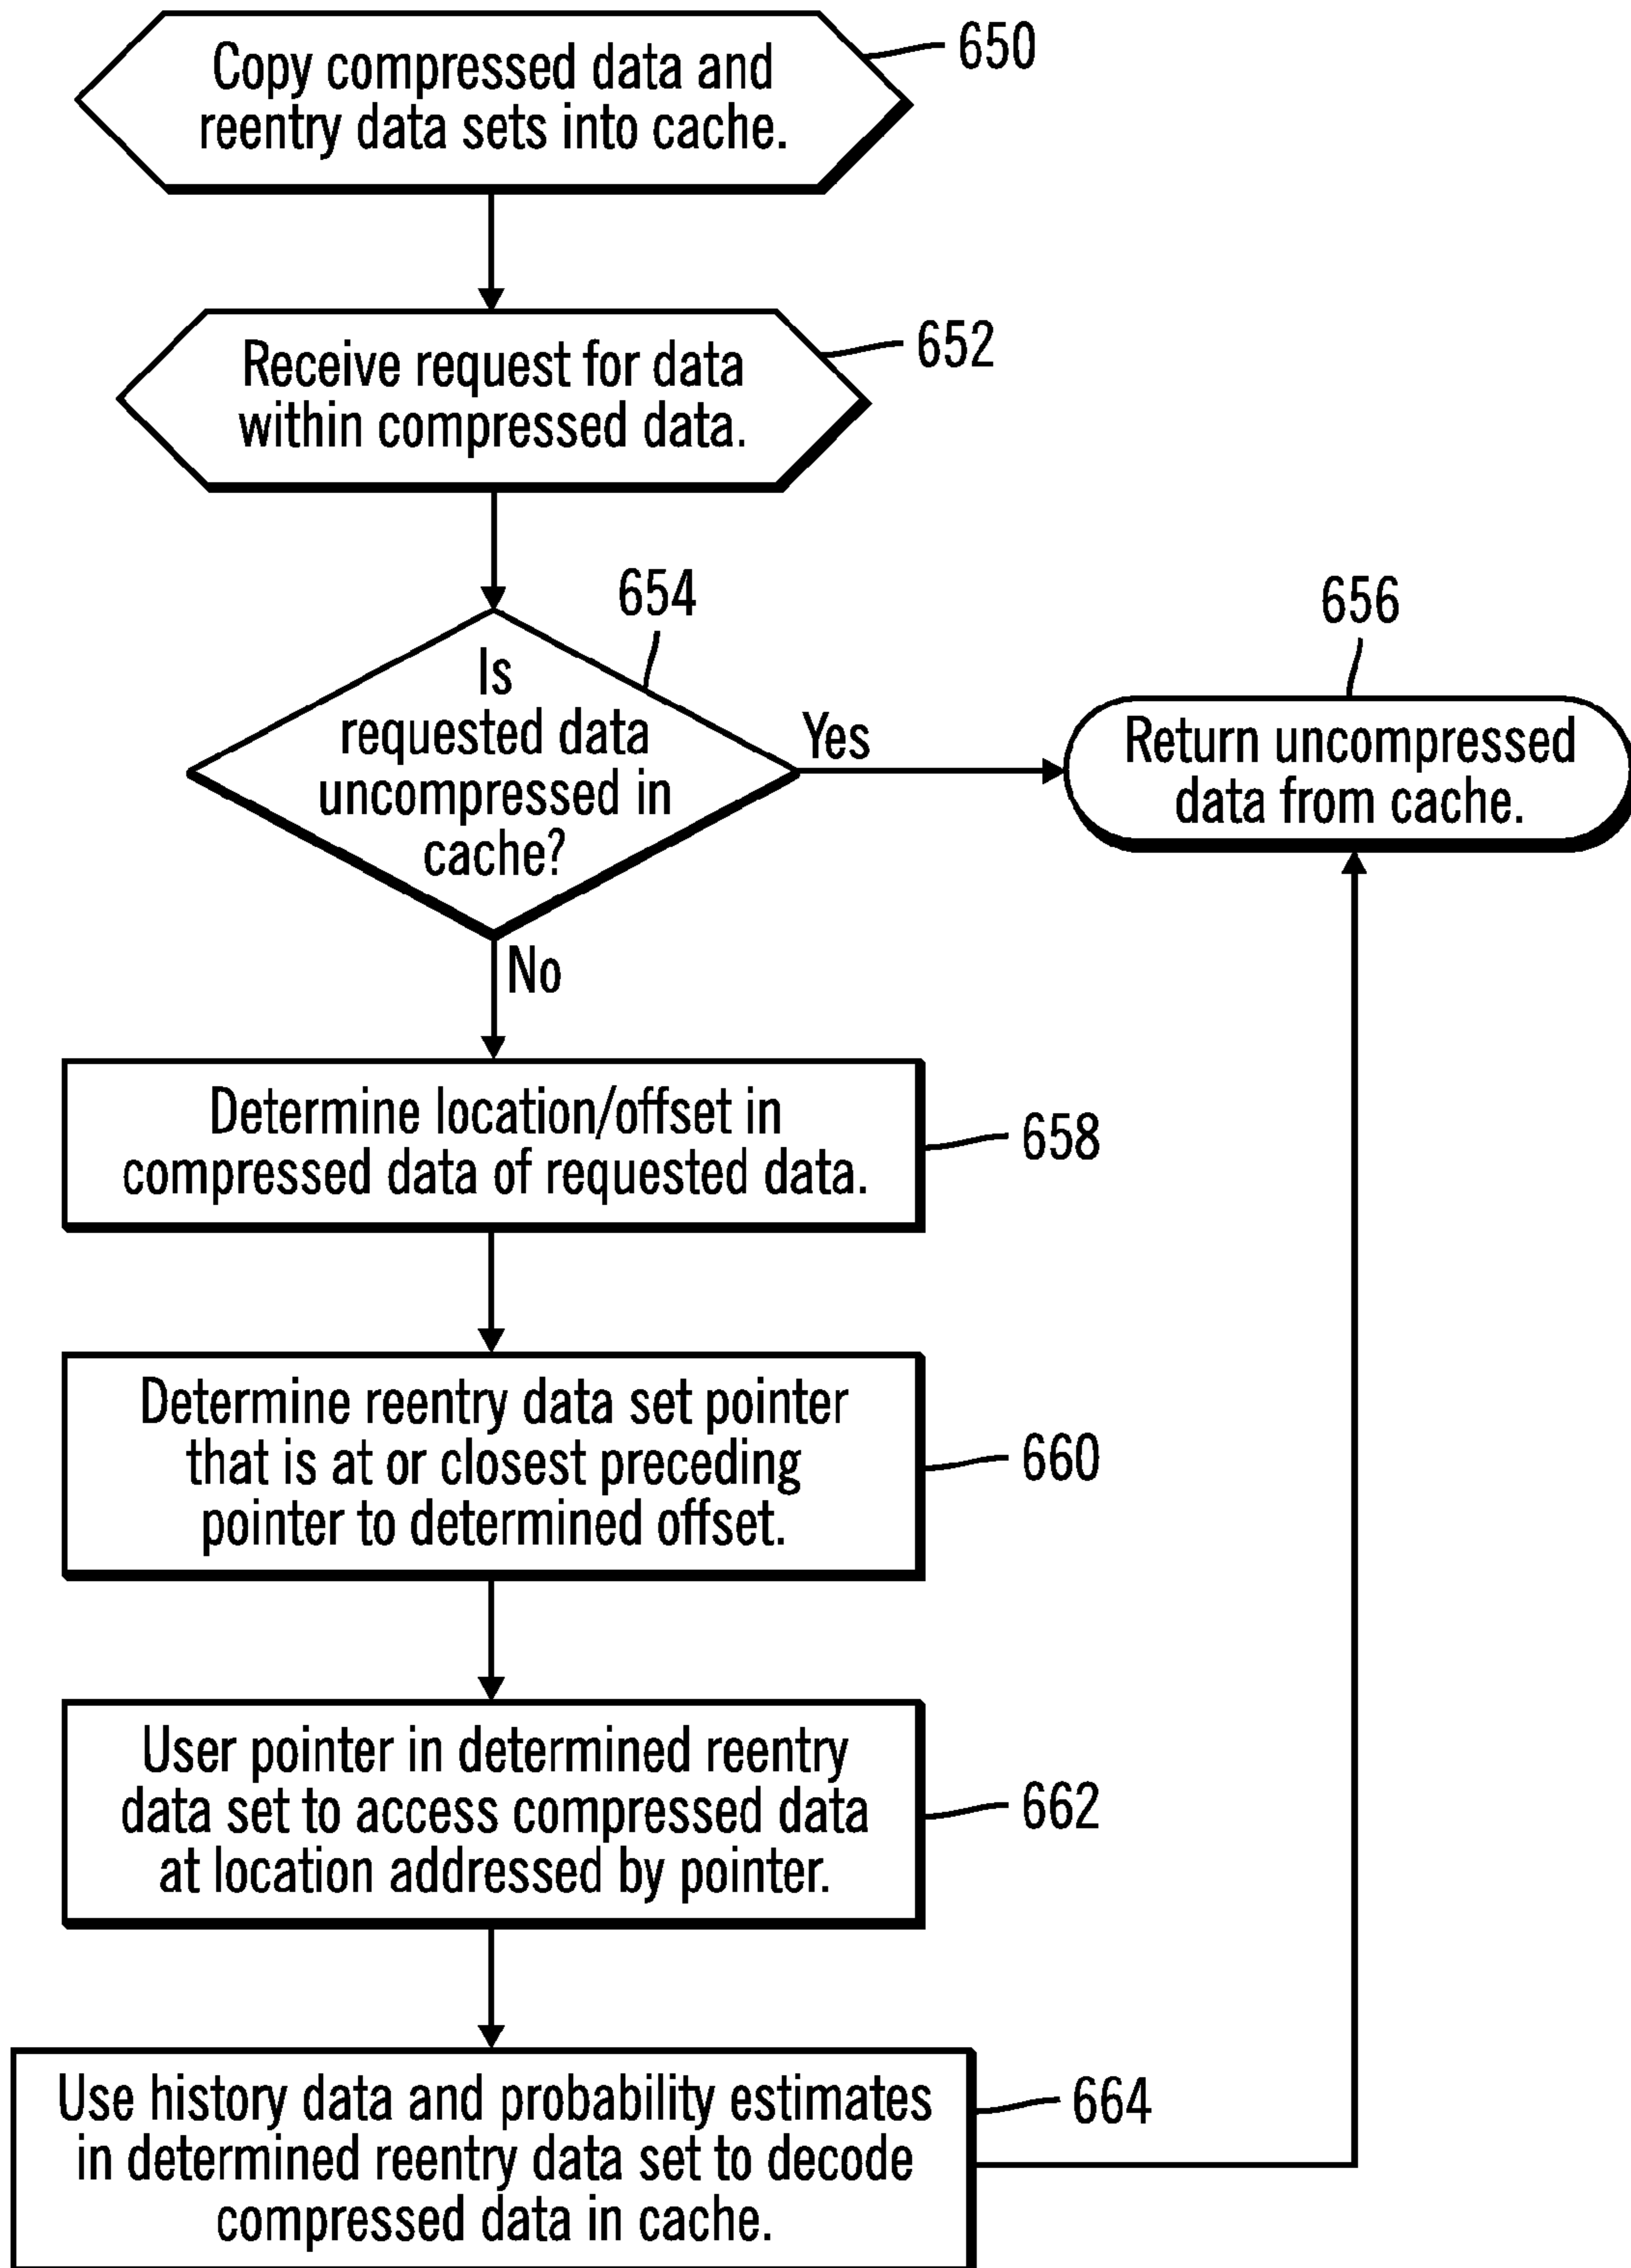 Copy compressed data and
reentry data sets into cache.
650
Receive request for data
within compressed data.
652
654
Is
requested data
uncompressed in
cache?
Yes
656
Return uncompressed
data from cache.
No
Determine location/offset in
compressed data of requested data.
658
Determine reentry data set pointer
that is at or closest preceding
pointer to determined offset.
660
User pointer in determined reentry
data set to access compressed data
at location addressed by pointer.
662
Use history data and probability estimates
in determined reentry data set to decode
compressed data in cache.
664